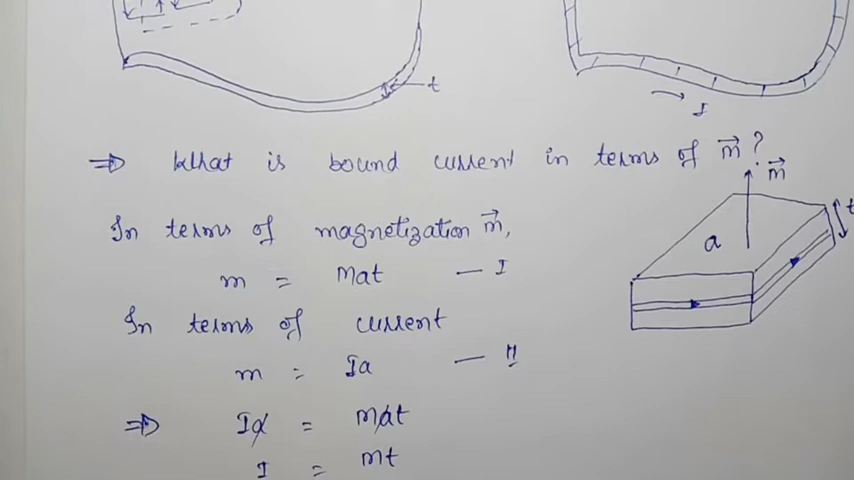 t
I
⇒ What is bound current in terms of m⃗ ?
m⃗
t
a
In terms of magnetization m⃗,
m = Mat — I
In terms of current
m = Ia — II
⇒ Ia = mat
I = mt